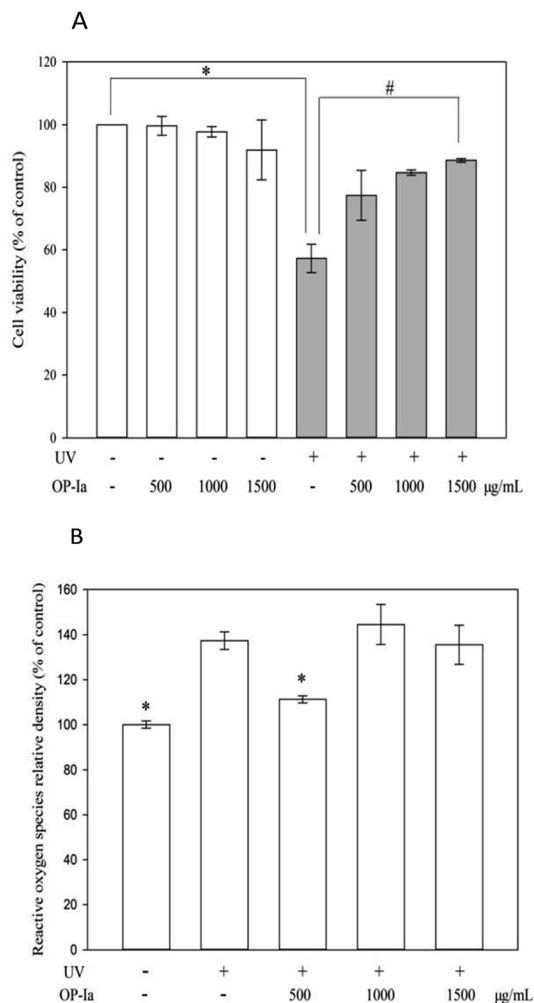 A
120
100
80
60
40
20
0
Cell viability (% of control)
*
#
UV - - - - + + + +
OP-Ia - 500 1000 1500 - 500 1000 1500 μg/mL
B
160
140
120
100
80
60
40
20
0
Reactive oxygen species relative density (% of control)
* *
UV - + + + +
OP-Ia - - 500 1000 1500 μg/mL